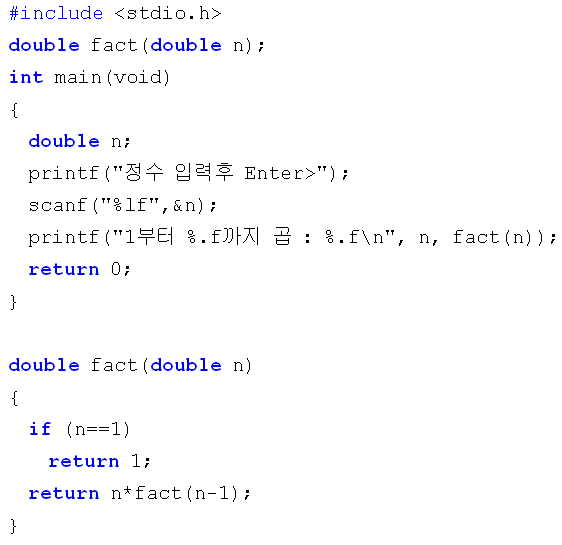 #include <stdio.h>
double fact(double n);
int main(void)
{
double n;
printf("정수 입력후 Enter>");
scanf("%lf",&n);
printf("1부터 %.f까지 곱 : %.f\n", n, fact(n));
return 0;
}
double fact(double n)
{
if (n==1)
return 1;
return n*fact(n-1);
}